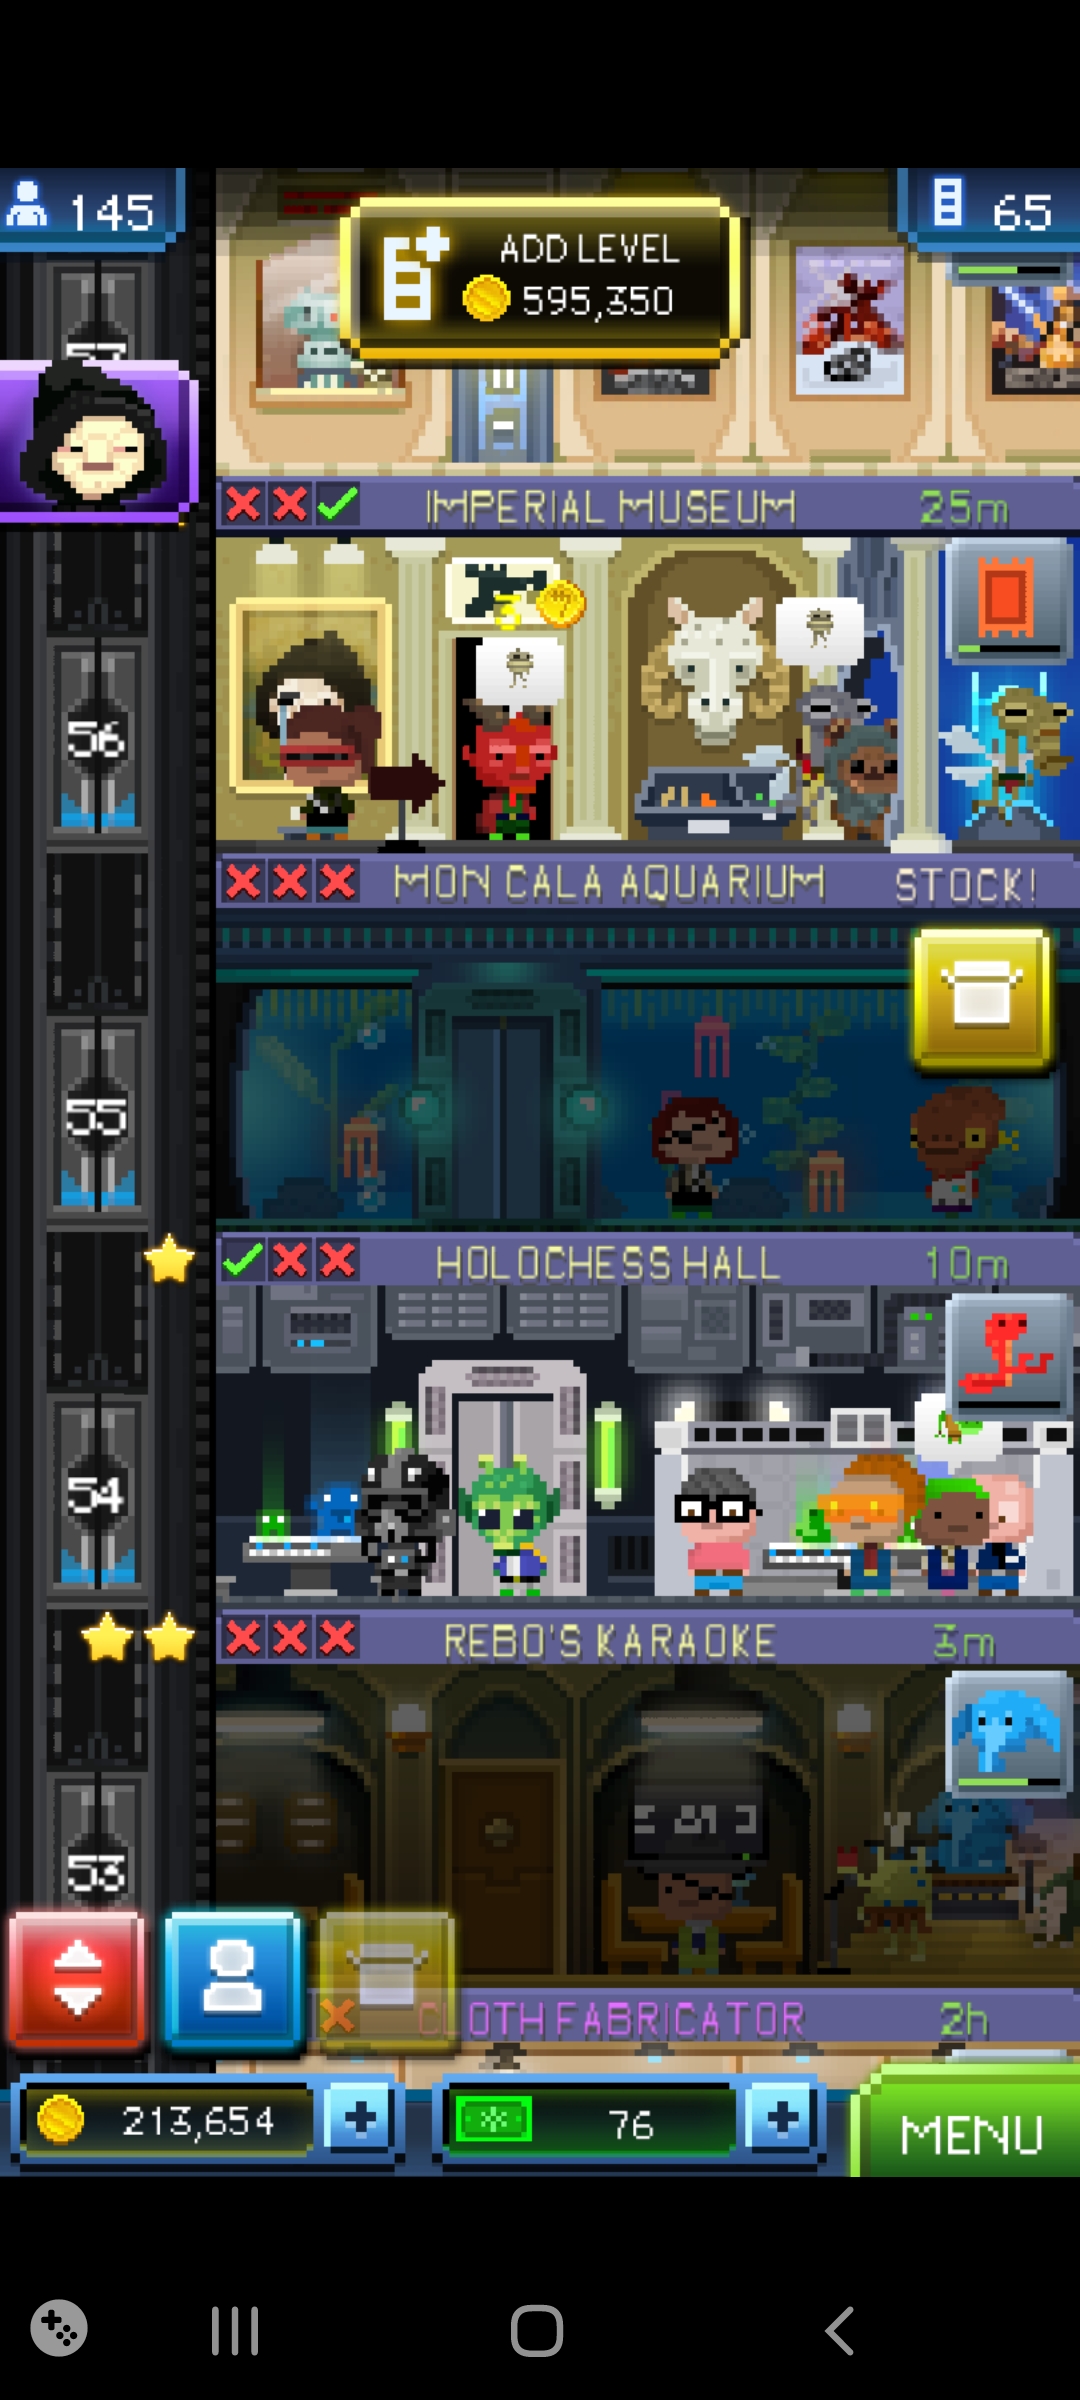 145
ADD LEVEL
595,350
65
57
IMPERIAL MUSEUM
25m
56
MON CALA AQUARIUM
STOCK!
55
HOLOCHESS HALL
10m
54
REBO'S KARAOKE
3m
53
CLOTH FABRICATOR
2h
213,654
76
MENU